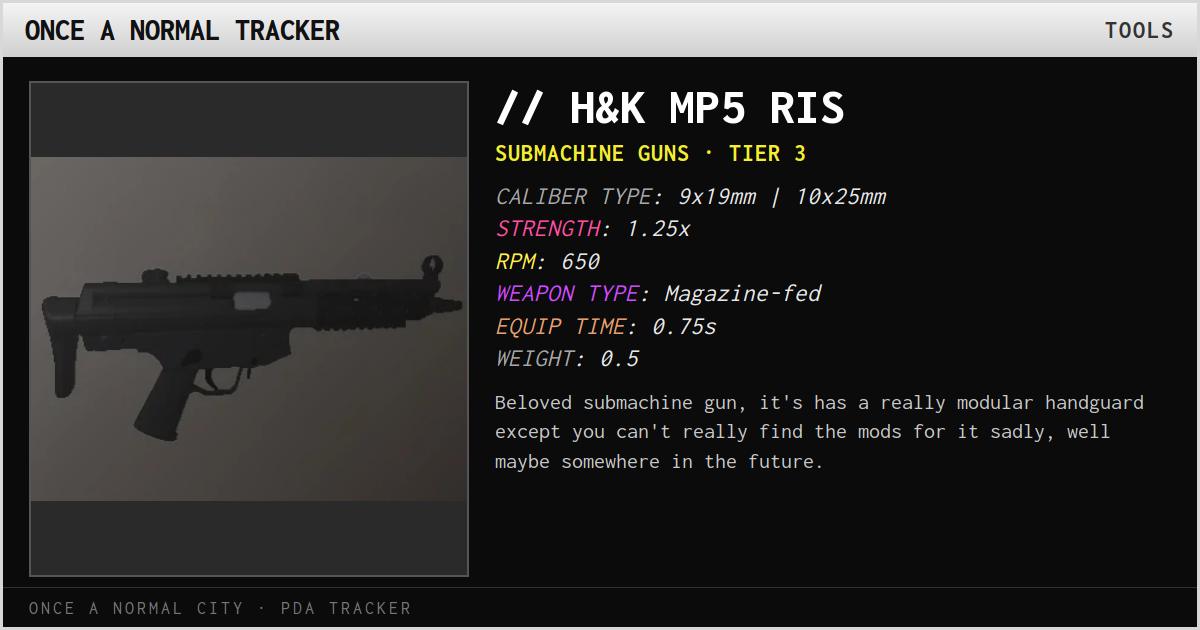 ONCE A NORMAL TRACKER
TOOLS
// H&K MP5 RIS
SUBMACHINE GUNS · TIER 3
CALIBER TYPE: 9x19mm | 10x25mm
STRENGTH: 1.25x
RPM: 650
WEAPON TYPE: Magazine-fed
EQUIP TIME: 0.75s
WEIGHT: 0.5
Beloved submachine gun, it's has a really modular handguard
except you can't really find the mods for it sadly, well
maybe somewhere in the future.
ONCE A NORMAL CITY · PDA TRACKER